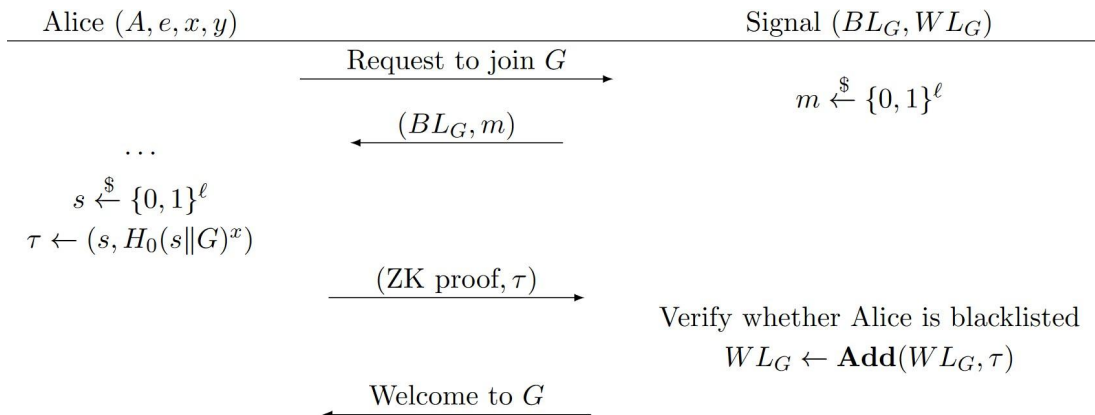 Alice (A, e, x, y) Signal (BL_G, WL_G)
Request to join G
m ←$ {0, 1}^ℓ
(BL_G, m)
...
s ←$ {0, 1}^ℓ
τ ← (s, H_0(s∥G)^x)
(ZK proof, τ)
Verify whether Alice is blacklisted
WL_G ← Add(WL_G, τ)
Welcome to G